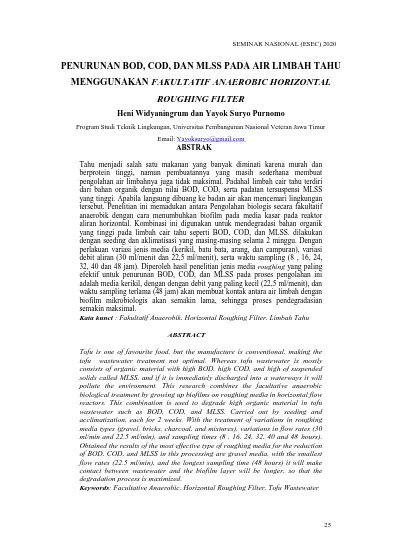 SEMINAR NASIONAL (ESEC) 2020
PENURUNAN BOD, COD, DAN MLSS PADA AIR LIMBAH TAHU
MENGGUNAKAN FAKULTATIF ANAEROBIC HORIZONTAL
ROUGHING FILTER
Heni Widyaningrum dan Yayok Suryo Purnomo
Program Studi Teknik Lingkungan, Universitas Pembangunan Nasional Veteran Jawa Timur
Email: Yayoksuryo@gmail.com
ABSTRAK
Tahu menjadi salah satu makanan yang banyak diminati karena murah dan
berprotein tinggi, namun pembuatannya yang masih sederhana membuat
pengolahan air limbahnya juga tidak maksimal. Padahal limbah cair tahu terdiri
dari bahan organik dengan nilai BOD, COD, serta padatan tersuspensi MLSS
yang tinggi. Apabila langsung dibuang ke badan air akan mencemari lingkungan
tersebut. Penelitian ini memadukan antara Pengolahan biologis secara fakultatif
anaerobik dengan cara menumbuhkan biofilm pada media kasar pada reaktor
aliran horizontal. Kombinasi ini digunakan untuk mendegradasi bahan organik
yang tinggi pada limbah cair tahu seperti BOD, COD, dan MLSS. dilakukan
dengan seeding dan aklimatisasi yang masing-masing selama 2 minggu. Dengan
perlakuan variasi jenis media (kerikil, batu bata, arang, dan campuran), variasi
debit aliran (30 ml/menit dan 22,5 ml/menit), serta waktu sampling (8 , 16, 24,
32, 40 dan 48 jam). Diperoleh hasil penelitian jenis media roughing yang paling
efektif untuk penurunan BOD, COD, dan MLSS pada proses pengolahan ini
adalah media kerikil, dengan dengan debit yang paling kecil (22,5 ml/menit), dan
waktu sampling terlama (48 jam) akan membuat kontak antara air limbah dengan
biofilm mikrobiologis akan semakin lama, sehingga proses pendegradasian
semakin maksimal.
Kata kunci : Fakultatif Anaerobik, Horizontal Roughing Filter, Limbah Tahu
ABSTRACT
Tofu is one of favourite food, but the manufacture is conventional, making the
tofu wastewater treatment not optimal. Whereas tofu wastewater is mostly
consists of organic material with high BOD, high COD, and high of suspended
solids called MLSS, and if it is immediately discharged into a waterways it will
pollute the environment. This research combines the facultative anaerobic
biological treatment by growing up biofilms on roughing media in horizontal flow
reactors. This combination is used to degrade high organic material in tofu
wastewater such as BOD, COD, and MLSS. Carried out by seeding and
acclimatization, each for 2 weeks. With the treatment of variations in roughing
media types (gravel, bricks, charcoal, and mixtures), variations in flow rates (30
ml/min and 22.5 ml/min), and sampling times (8 , 16, 24, 32, 40 and 48 hours).
Obtained the results of the most effective type of roughing media for the reduction
of BOD, COD, and MLSS in this processing are gravel media, with the smallest
flow rates (22.5 ml/min), and the longest sampling time (48 hours) it will make
contact between wastewater and the biofilm layer will be longer, so that the
degradation process is maximized.
Keywords: Facultative Anaerobic, Horizontal Roughing Filter, Tofu Wastewater
25